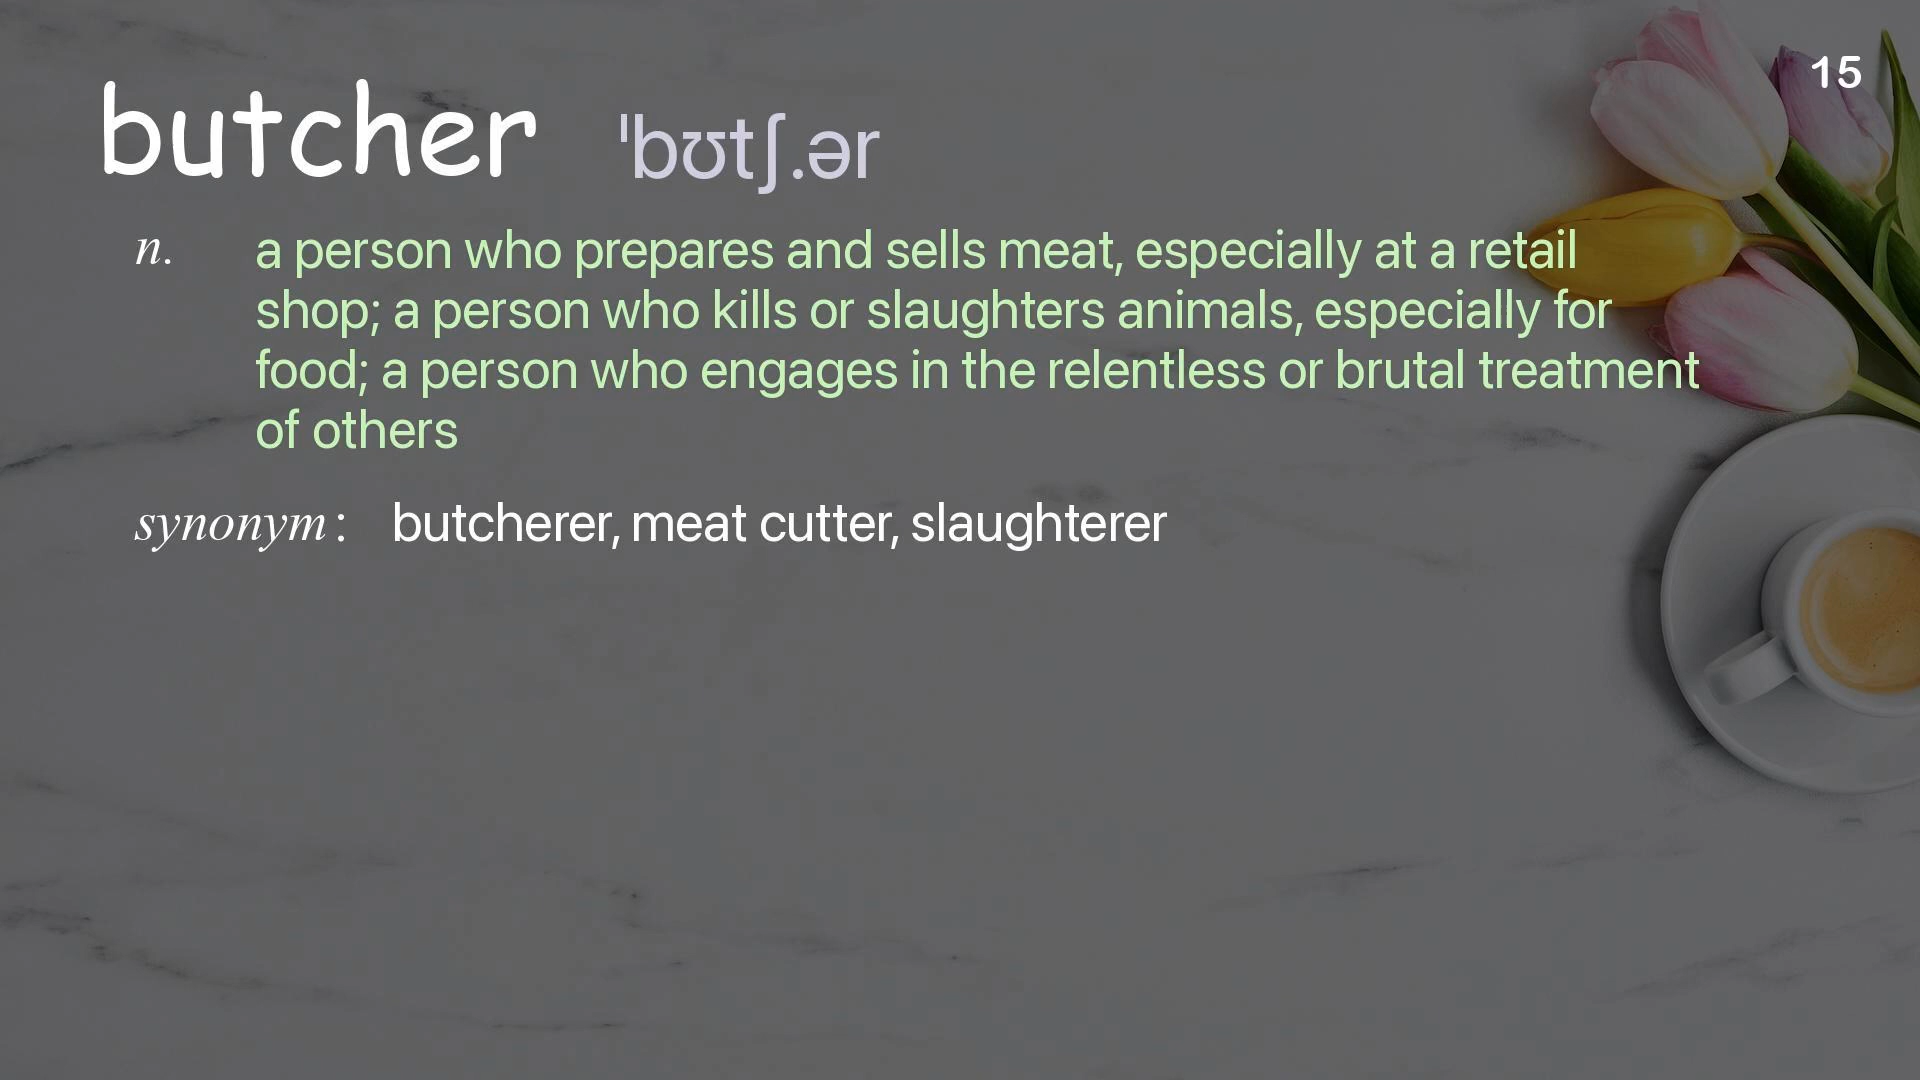 15
butcher ˈbʊtʃ.ər
n. a person who prepares and sells meat, especially at a retail
shop; a person who kills or slaughters animals, especially for
food; a person who engages in the relentless or brutal treatment
of others
synonym: butcherer, meat cutter, slaughterer